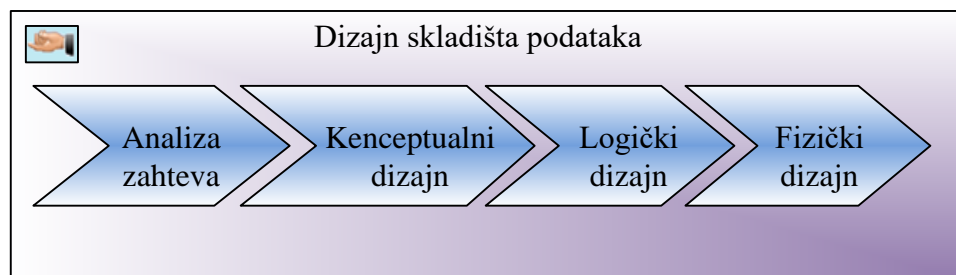 Dizajn skladišta podataka
Analiza
zahteva
Kenceptualni
dizajn
Logički
dizajn
Fizički
dizajn